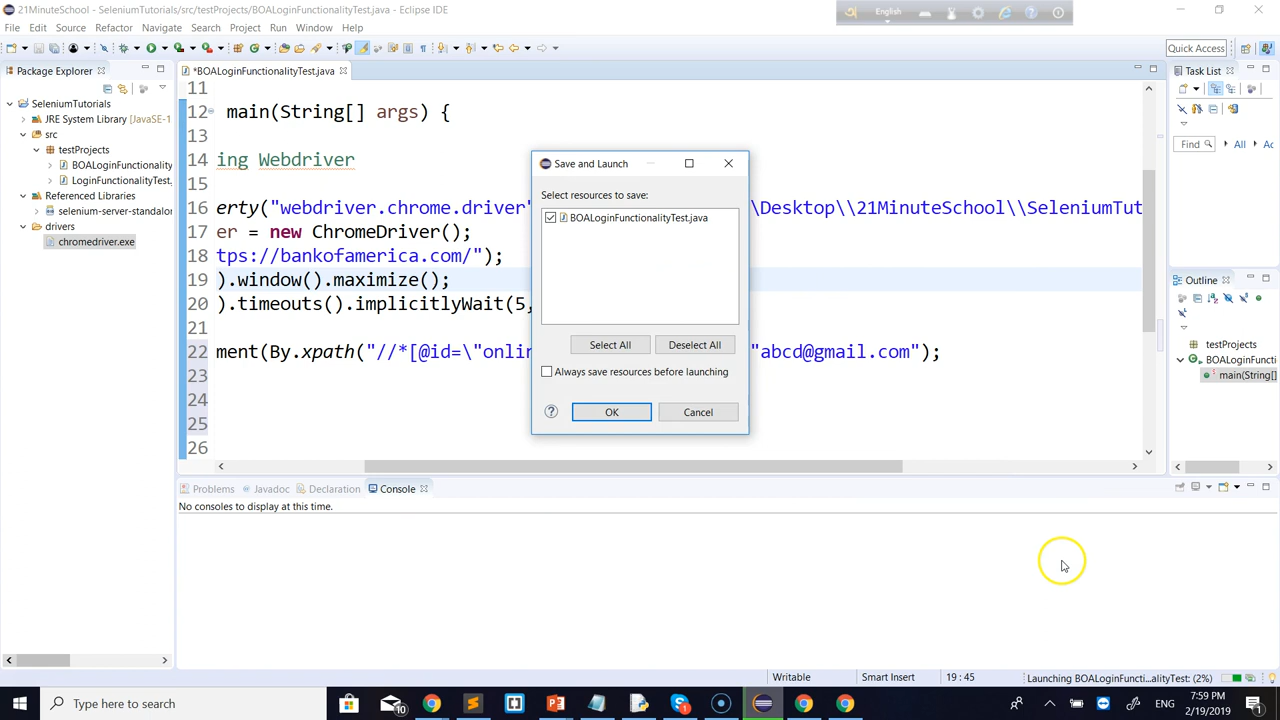 21MinuteSchool - SeleniumTutorials/src/testProjects/BOALoginFunctionalityTest.java - Eclipse IDE
English
File Edit Source Refactor Navigate Search Project Run Window Help
Quick Access
Package Explorer
*BOALoginFunctionalityTest.java
Task List
SeleniumTutorials
JRE System Library [JavaSE-1
src
testProjects
BOALoginFunctionality
LoginFunctionalityTest.
Referenced Libraries
selenium-server-standalon
drivers
chromedriver.exe
11
12 main(String[] args) {
13
14 ing Webdriver
15
16 erty("webdriver.chrome.driver" \Desktop\\21MinuteSchool\\SeleniumTut
17 er = new ChromeDriver();
18 tps://bankofamerica.com/");
19 ).window().maximize();
20 ).timeouts().implicitlyWait(5,
21
22 ment(By.xpath("//*[@id=\"onlin "abcd@gmail.com");
23
24
25
26
Save and Launch
Select resources to save:
BOALoginFunctionalityTest.java
Select All Deselect All
Always save resources before launching
OK Cancel
Find All Ac
Outline
testProjects
BOALoginFuncti
main(String[]
Problems Javadoc Declaration Console
No consoles to display at this time.
Writable Smart Insert 19 : 45 Launching BOALoginFuncti...alityTest: (2%)
Type here to search
10
ENG
7:59 PM
2/19/2019
1